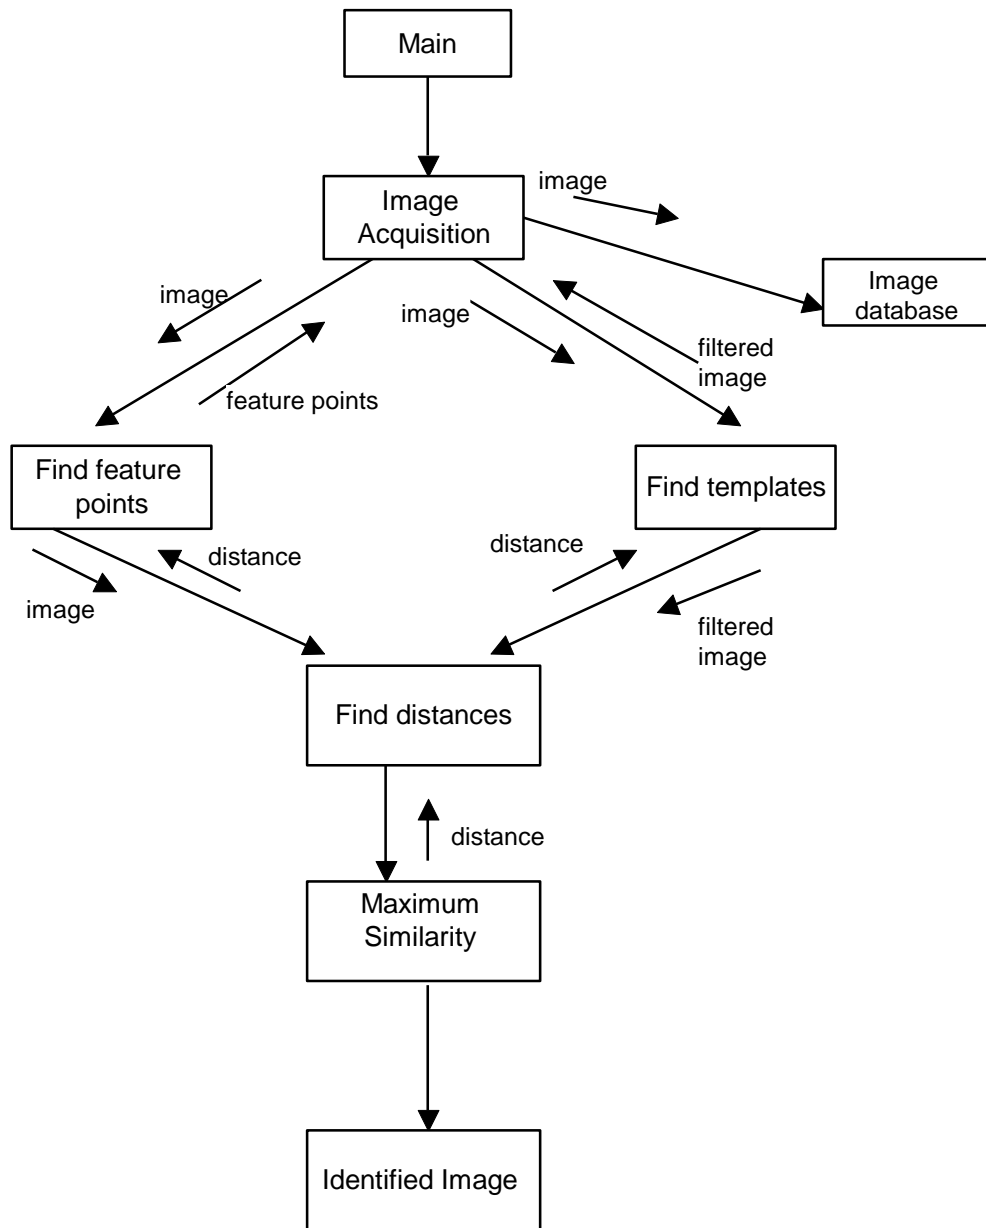 Main
Image
Acquisition
image
Image
database
image
image
filtered
image
feature points
Find feature
points
Find templates
distance
distance
image
filtered
image
Find distances
distance
Maximum
Similarity
Identified Image